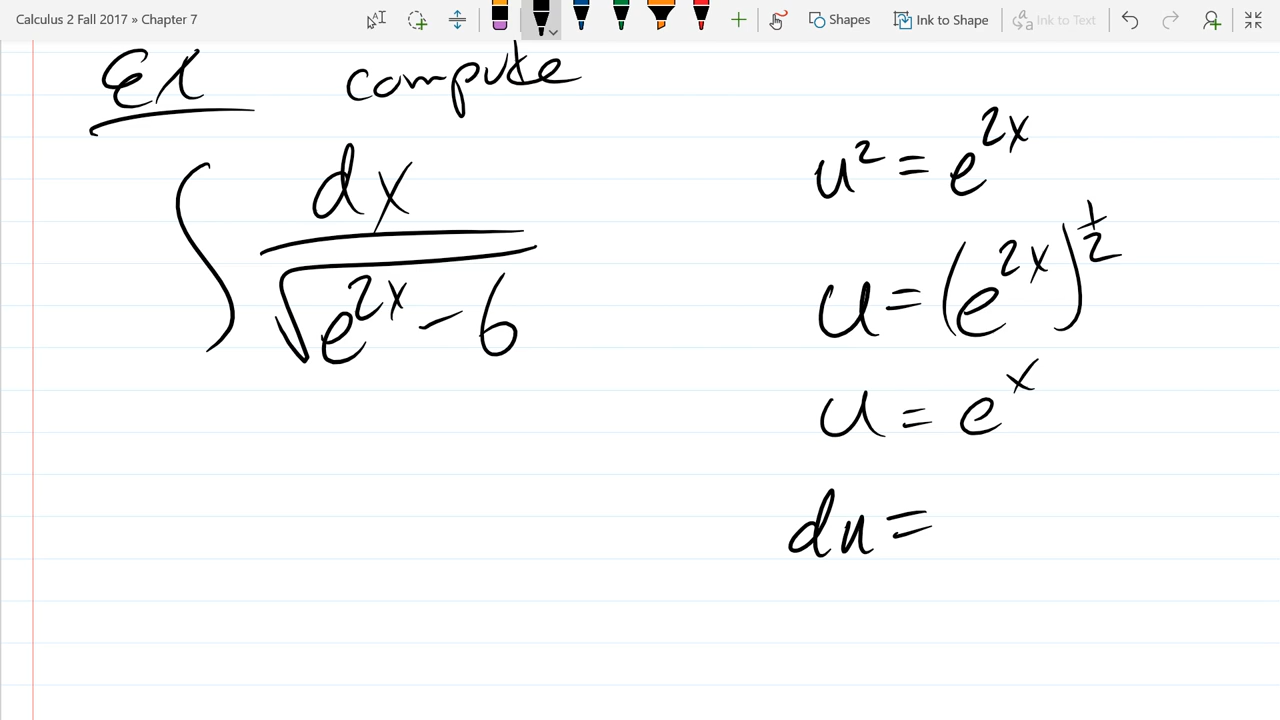 Calculus 2 Fall 2017 » Chapter 7
Shapes
Ink to Shape
Ink to Text
Ex compute
∫ dx / √(e^{2x} - 6)
u² = e^{2x}
u = (e^{2x})^{1/2}
u = e^x
du =